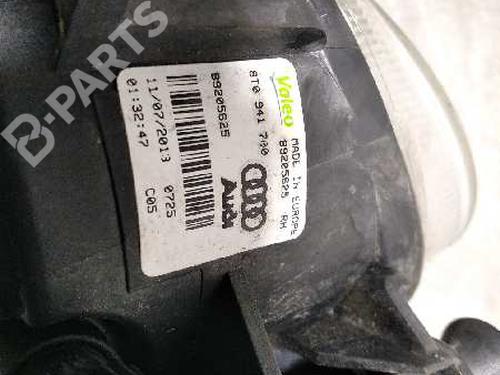 B-PARTS
Valeo
MADE IN EUROPE
89205625 RH
8T0 941 700
Audi
89205625
11/07/2013 0725
01:32:47 C05